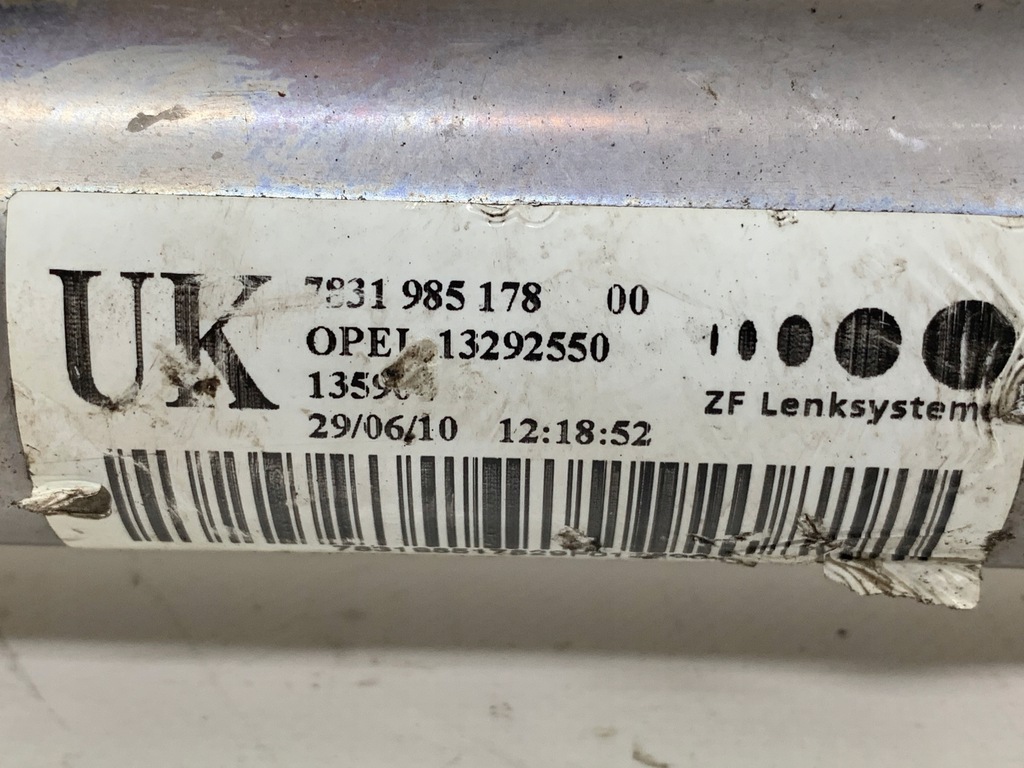 UK
7831 985 178 00
OPEL 13292550
29/06/10 12:18:52
ZF Lenksysteme